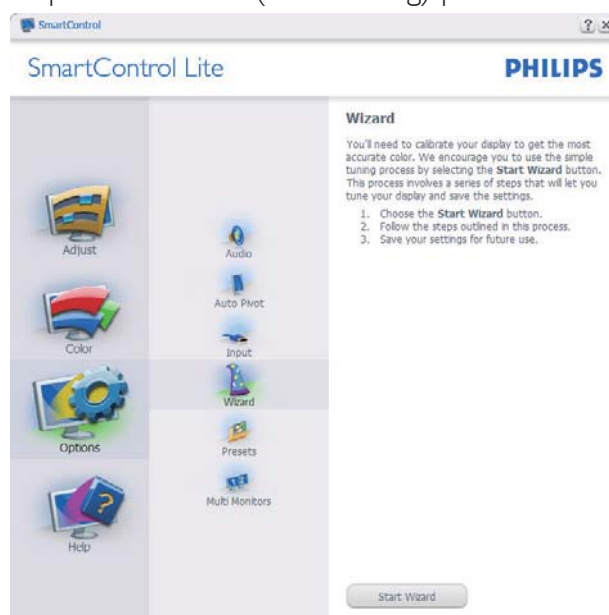 SmartControl
SmartControl Lite
PHILIPS
Adjust
Color
Options
Help
Audio
Auto Pivot
Input
Wizard
Presets
Multi Monitors
Wizard
You'll need to calibrate your display to get the most
accurate color. We encourage you to use the simple
tuning process by selecting the Start Wizard button.
This process involves a series of steps that will let you
tune your display and save the settings.
1. Choose the Start Wizard button.
2. Follow the steps outlined in this process.
3. Save your settings for future use.
Start Wizard